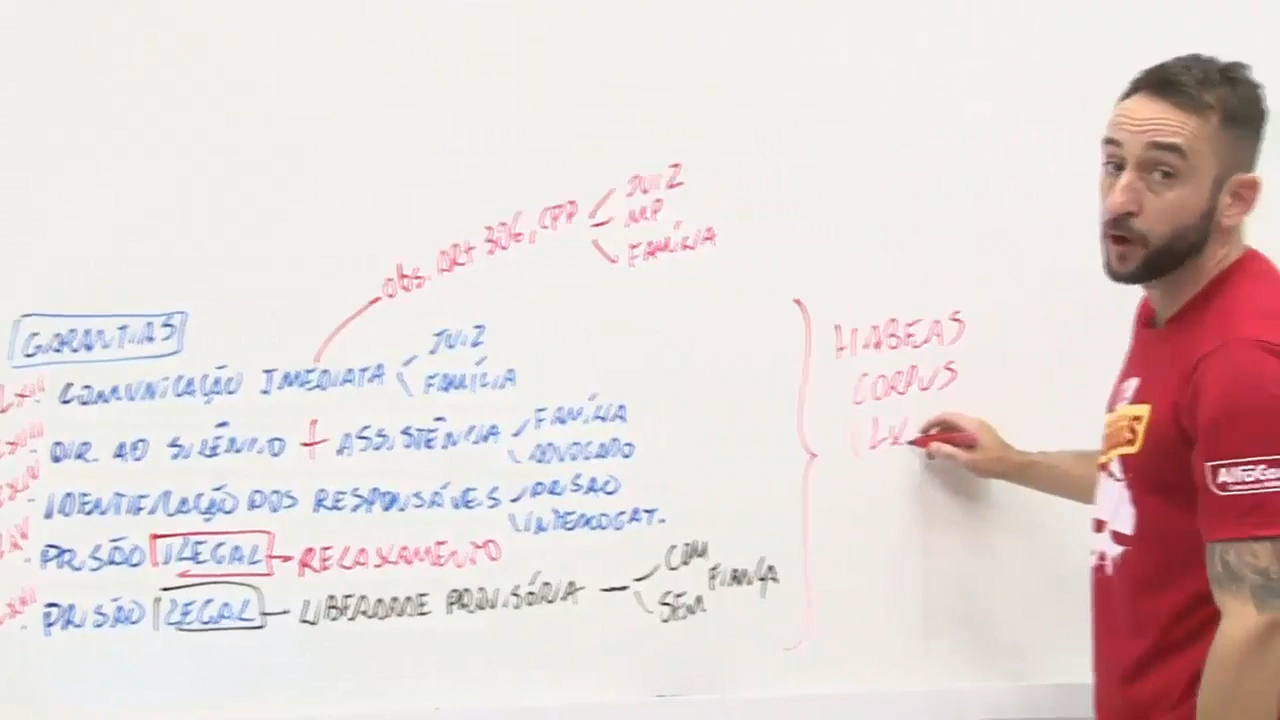 obs. Art 306, CPP
JUIZ
MP
FAMÍLIA
GARANTIAS
COMUNICAÇÃO IMEDIATA
JUIZ
FAMÍLIA
DIR. AO SILÊNCIO + ASSISTÊNCIA
FAMÍLIA
ADVOGADO
IDENTIFICAÇÃO DOS RESPONSÁVEIS
PRISÃO
INTERROGAT.
PRISÃO ILEGAL - RELAXAMENTO
PRISÃO LEGAL - LIBERDADE PROVISÓRIA
COM
SEM
FIANÇA
HABEAS
CORPUS